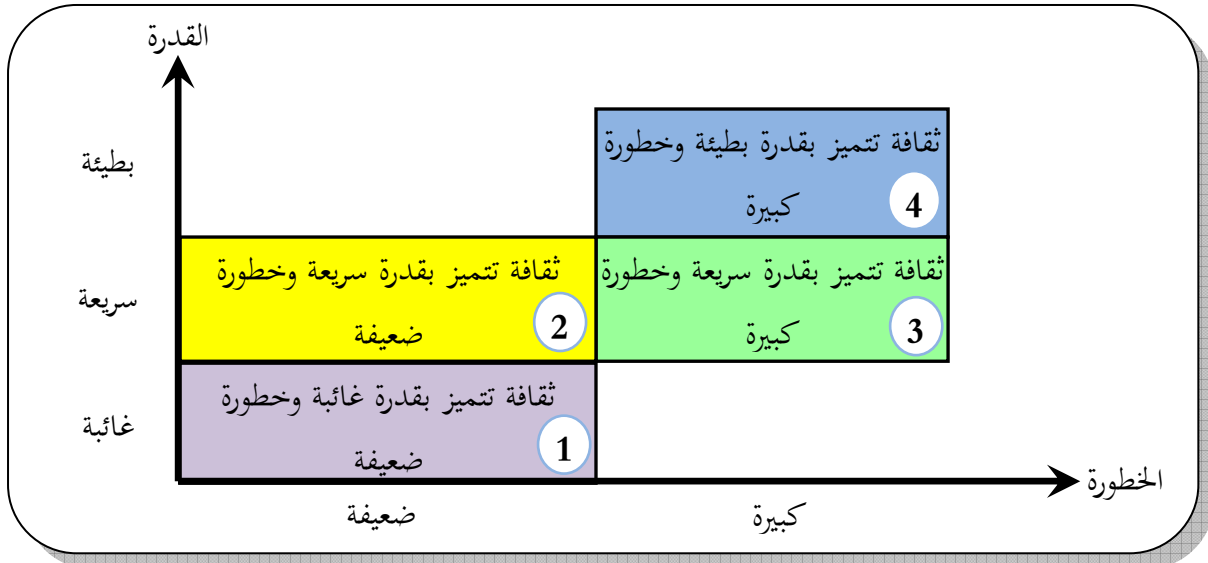 القدرة
بطيئة
ثقافة تتميز بقدرة بطيئة وخطورة
كبيرة
4
سريعة
ثقافة تتميز بقدرة سريعة وخطورة
كبيرة
3
ثقافة تتميز بقدرة سريعة وخطورة
ضعيفة
2
غائبة
ثقافة تتميز بقدرة غائبة وخطورة
ضعيفة
1
الخطورة
كبيرة
ضعيفة